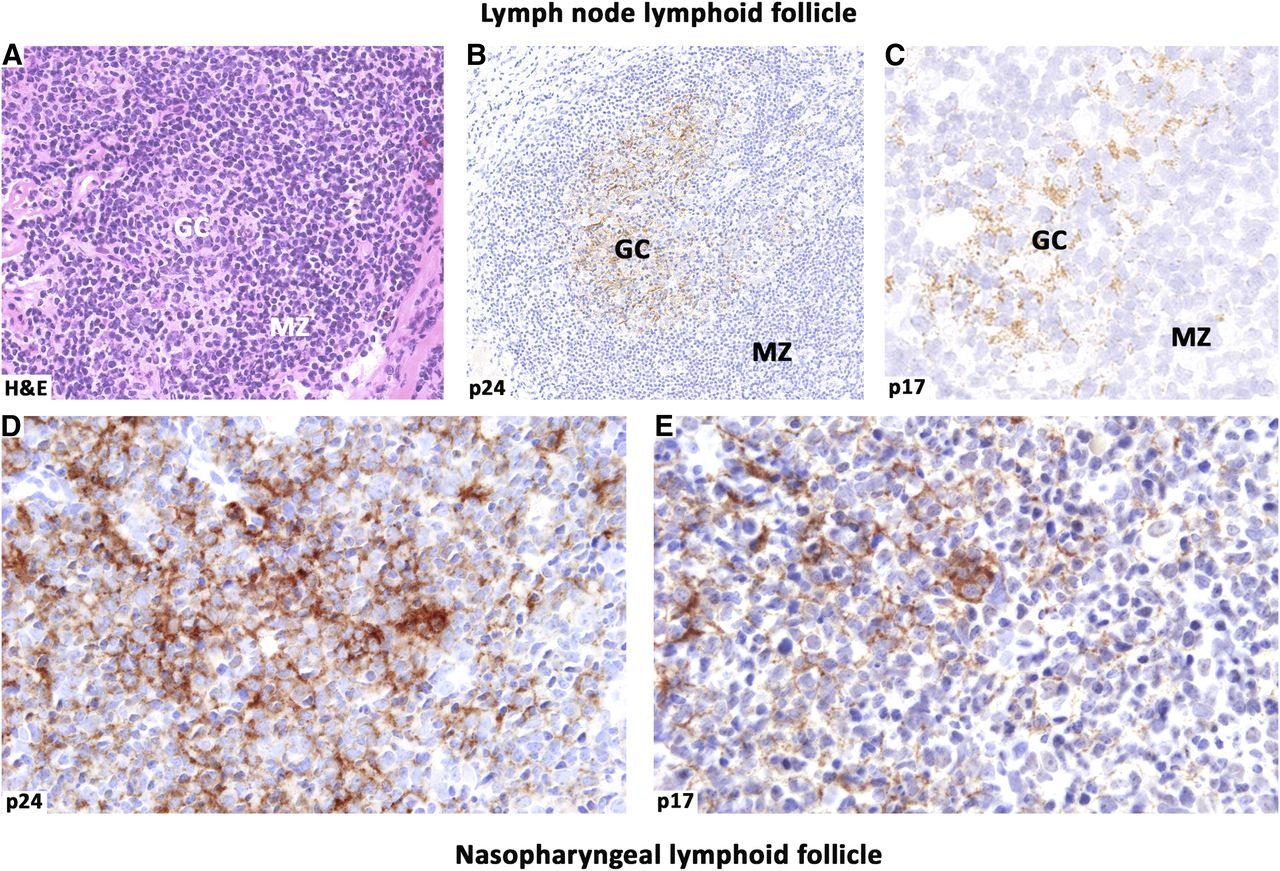 Lymph node lymphoid follicle
A
B
C
GC
MZ
H&E
GC
MZ
p24
GC
MZ
p17
D
E
p24
p17
Nasopharyngeal lymphoid follicle